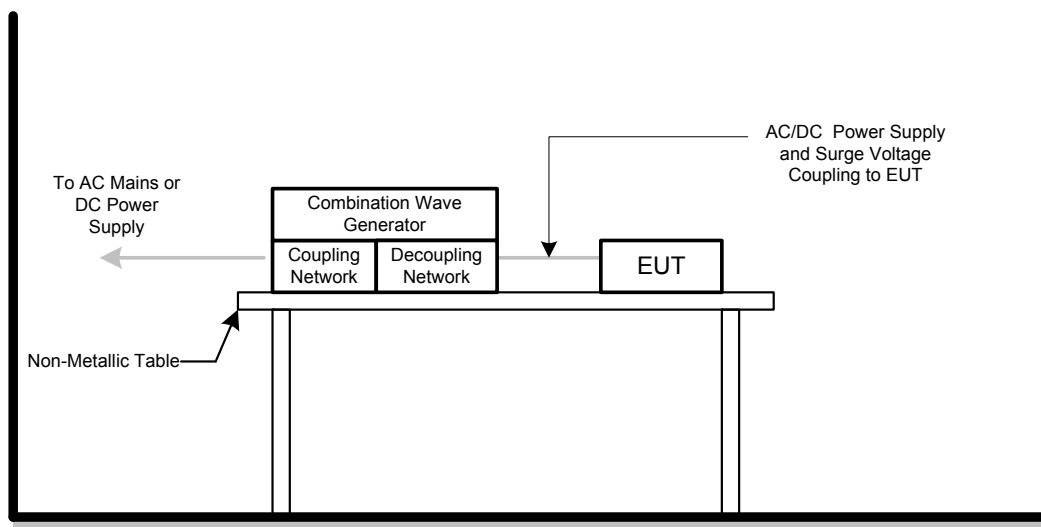 AC/DC Power Supply
and Surge Voltage
Coupling to EUT
To AC Mains or
DC Power
Supply
Combination Wave
Generator
Coupling
Network
Decoupling
Network
EUT
Non-Metallic Table